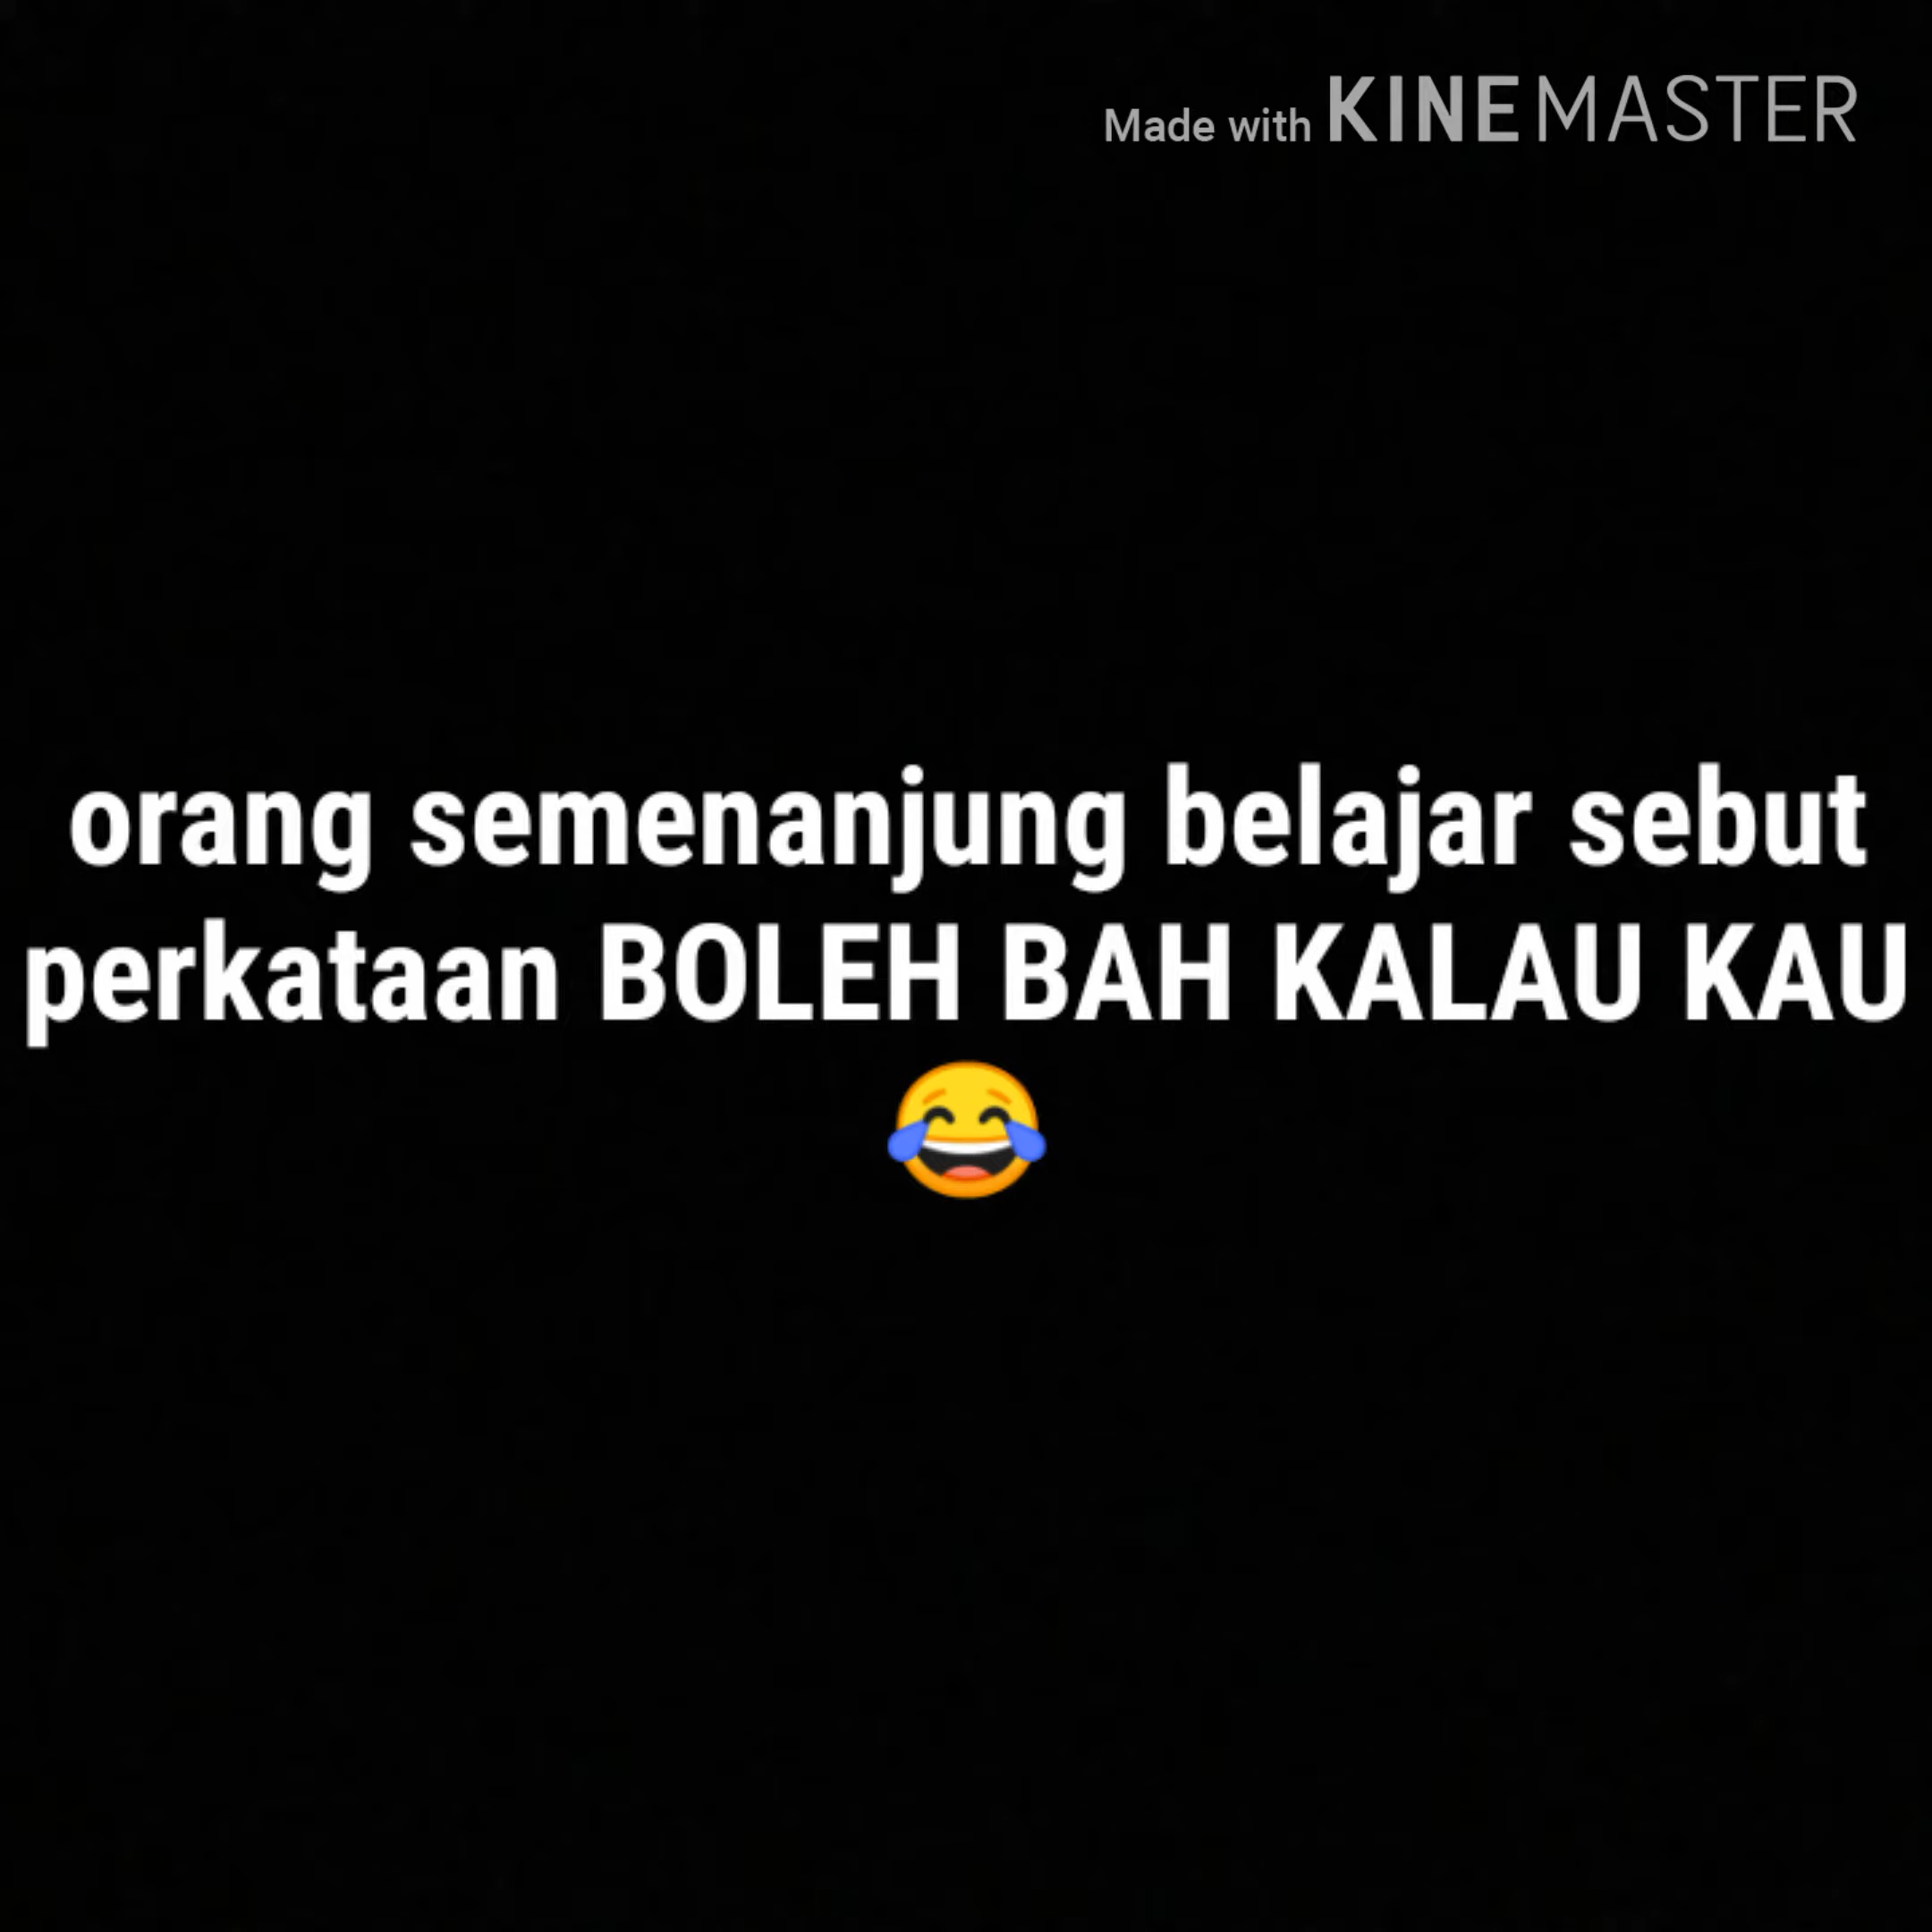 Made with KINEMASTER
orang semenanjung belajar sebut
perkataan BOLEH BAH KALAU KAU
😂